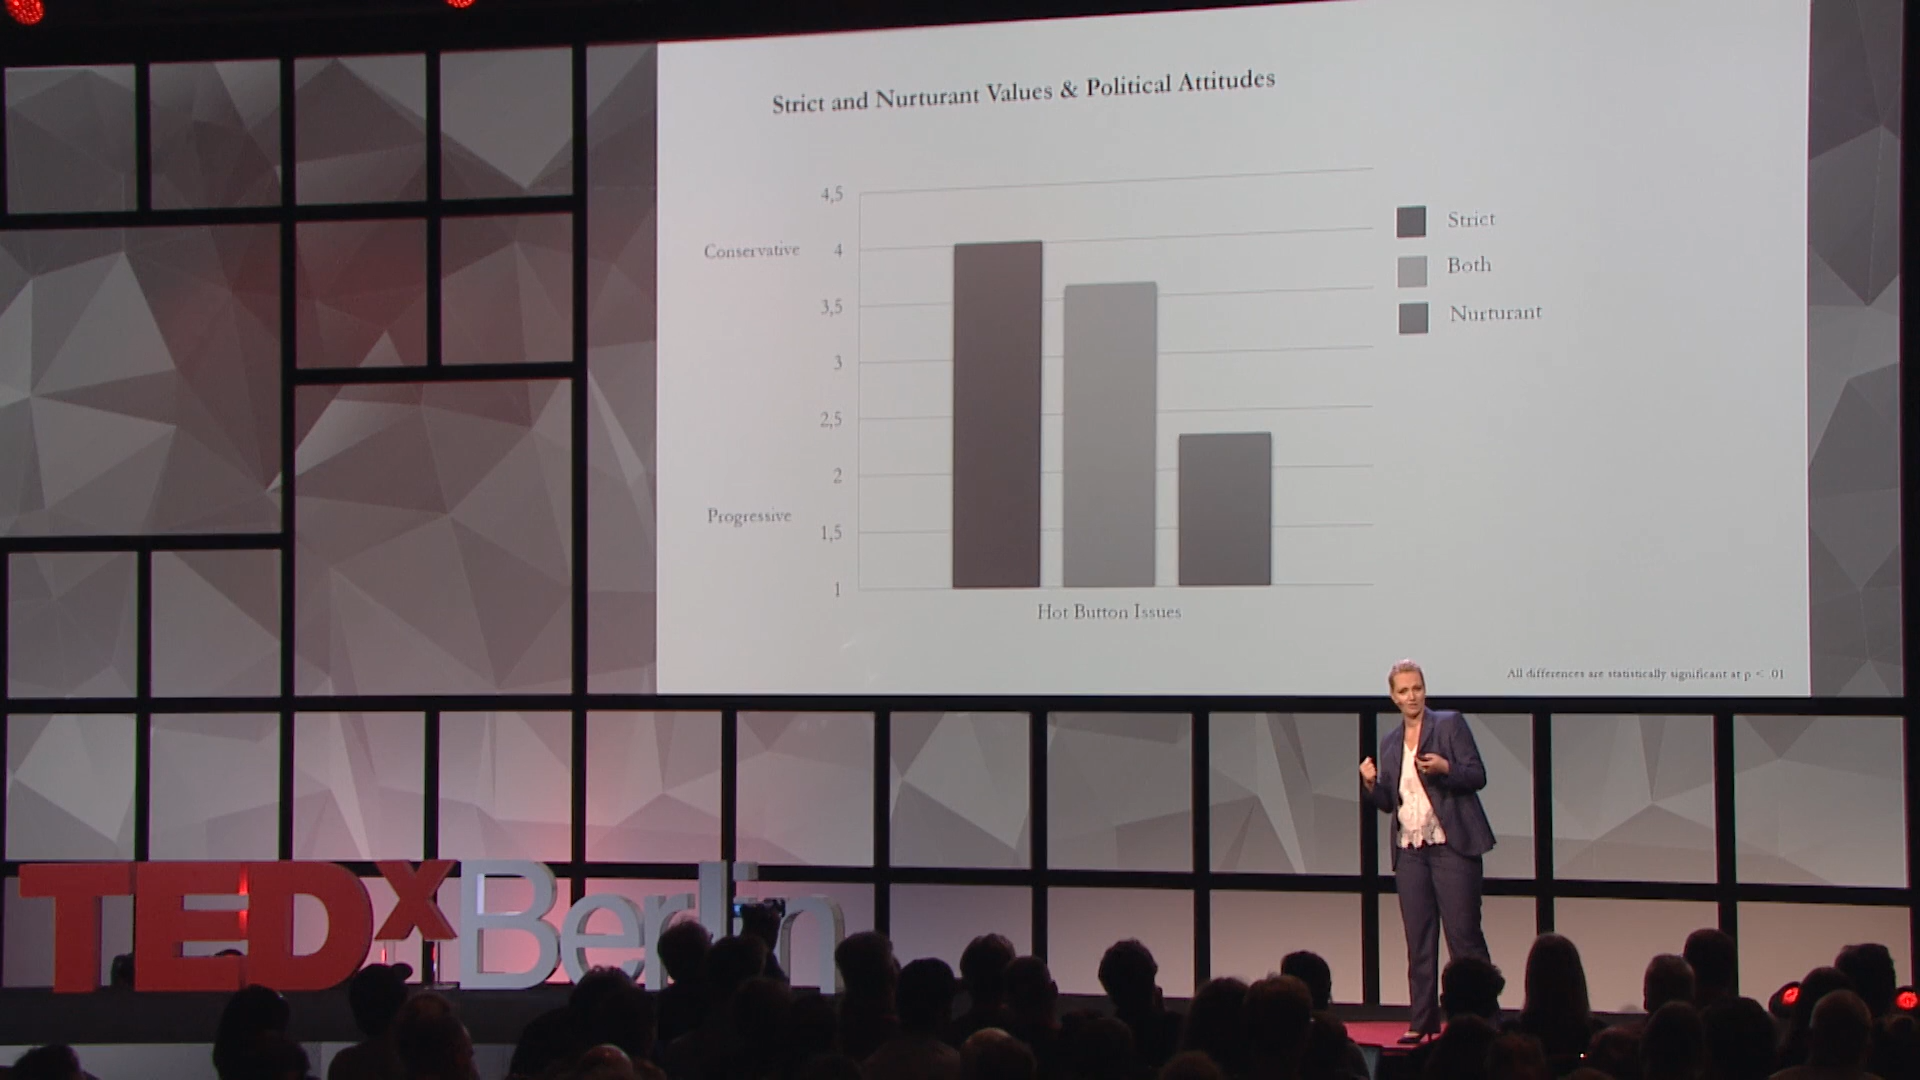 Strict and Nurturant Values & Political Attitudes
4,5
Conservative 4
3,5
3
2,5
2
Progressive
1,5
1
Hot Button Issues
Strict
Both
Nurturant
All differences are statistically significant at p < .01
TEDxBerlin